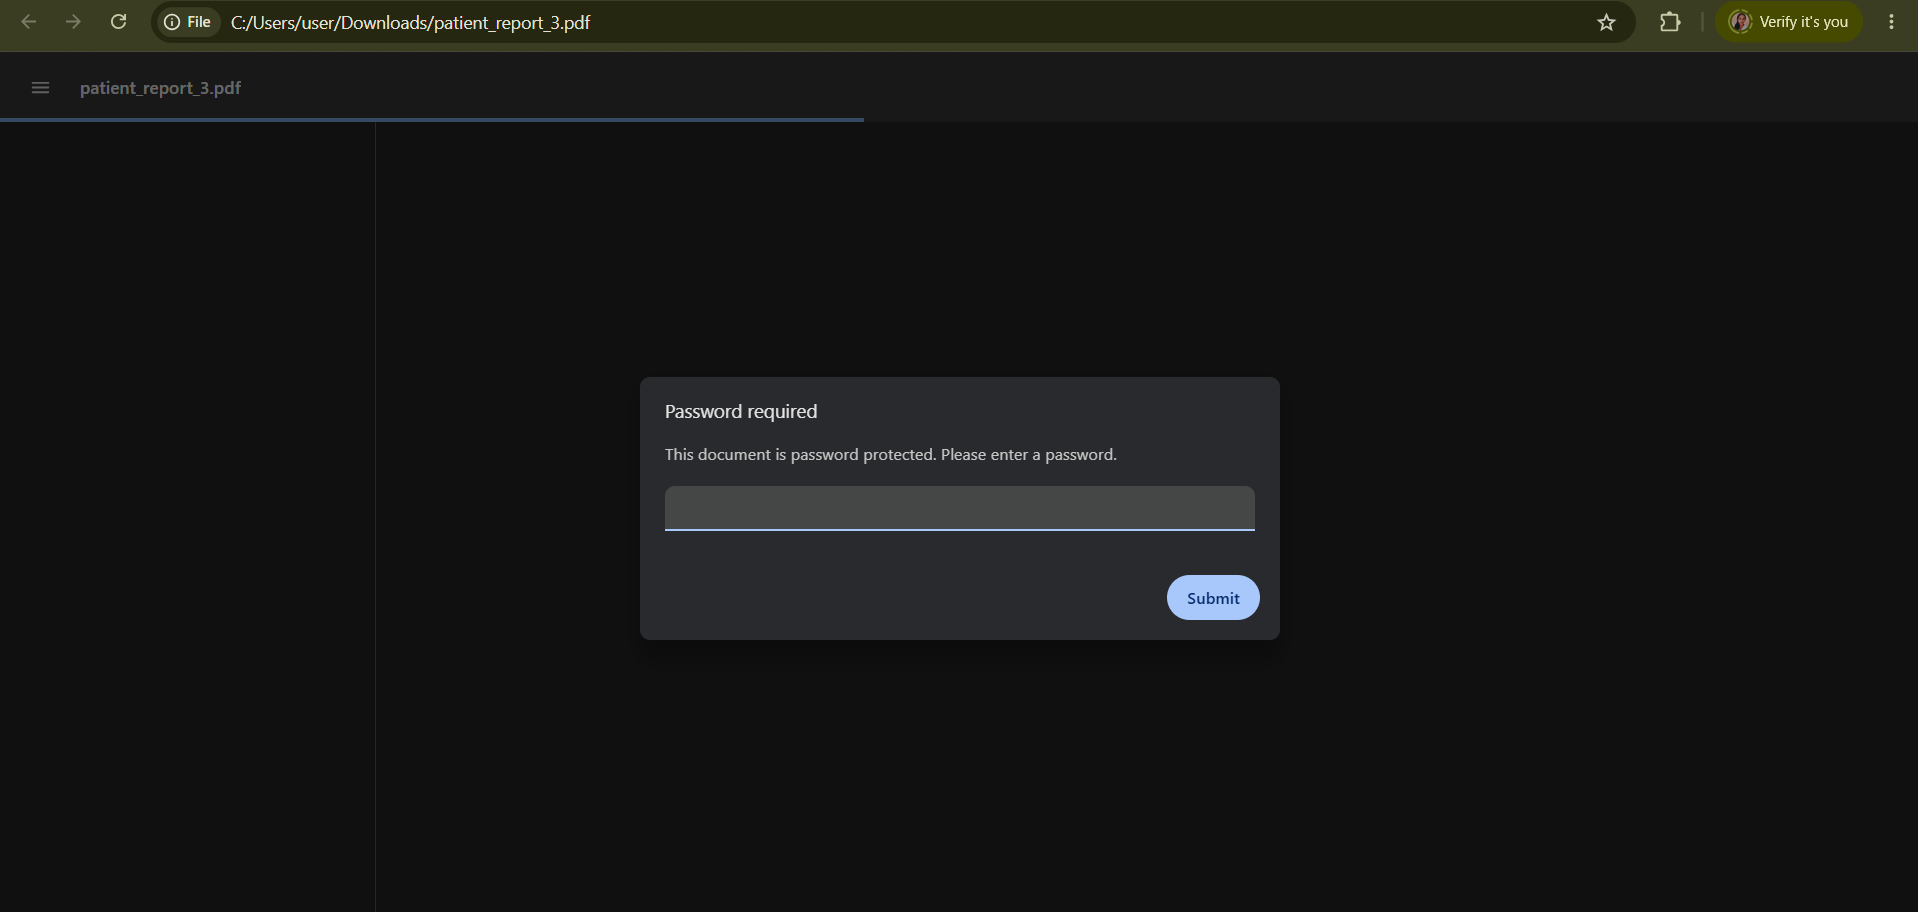 File C:/Users/user/Downloads/patient_report_3.pdf Verify it's you
patient_report_3.pdf
Password required
This document is password protected. Please enter a password.
Submit